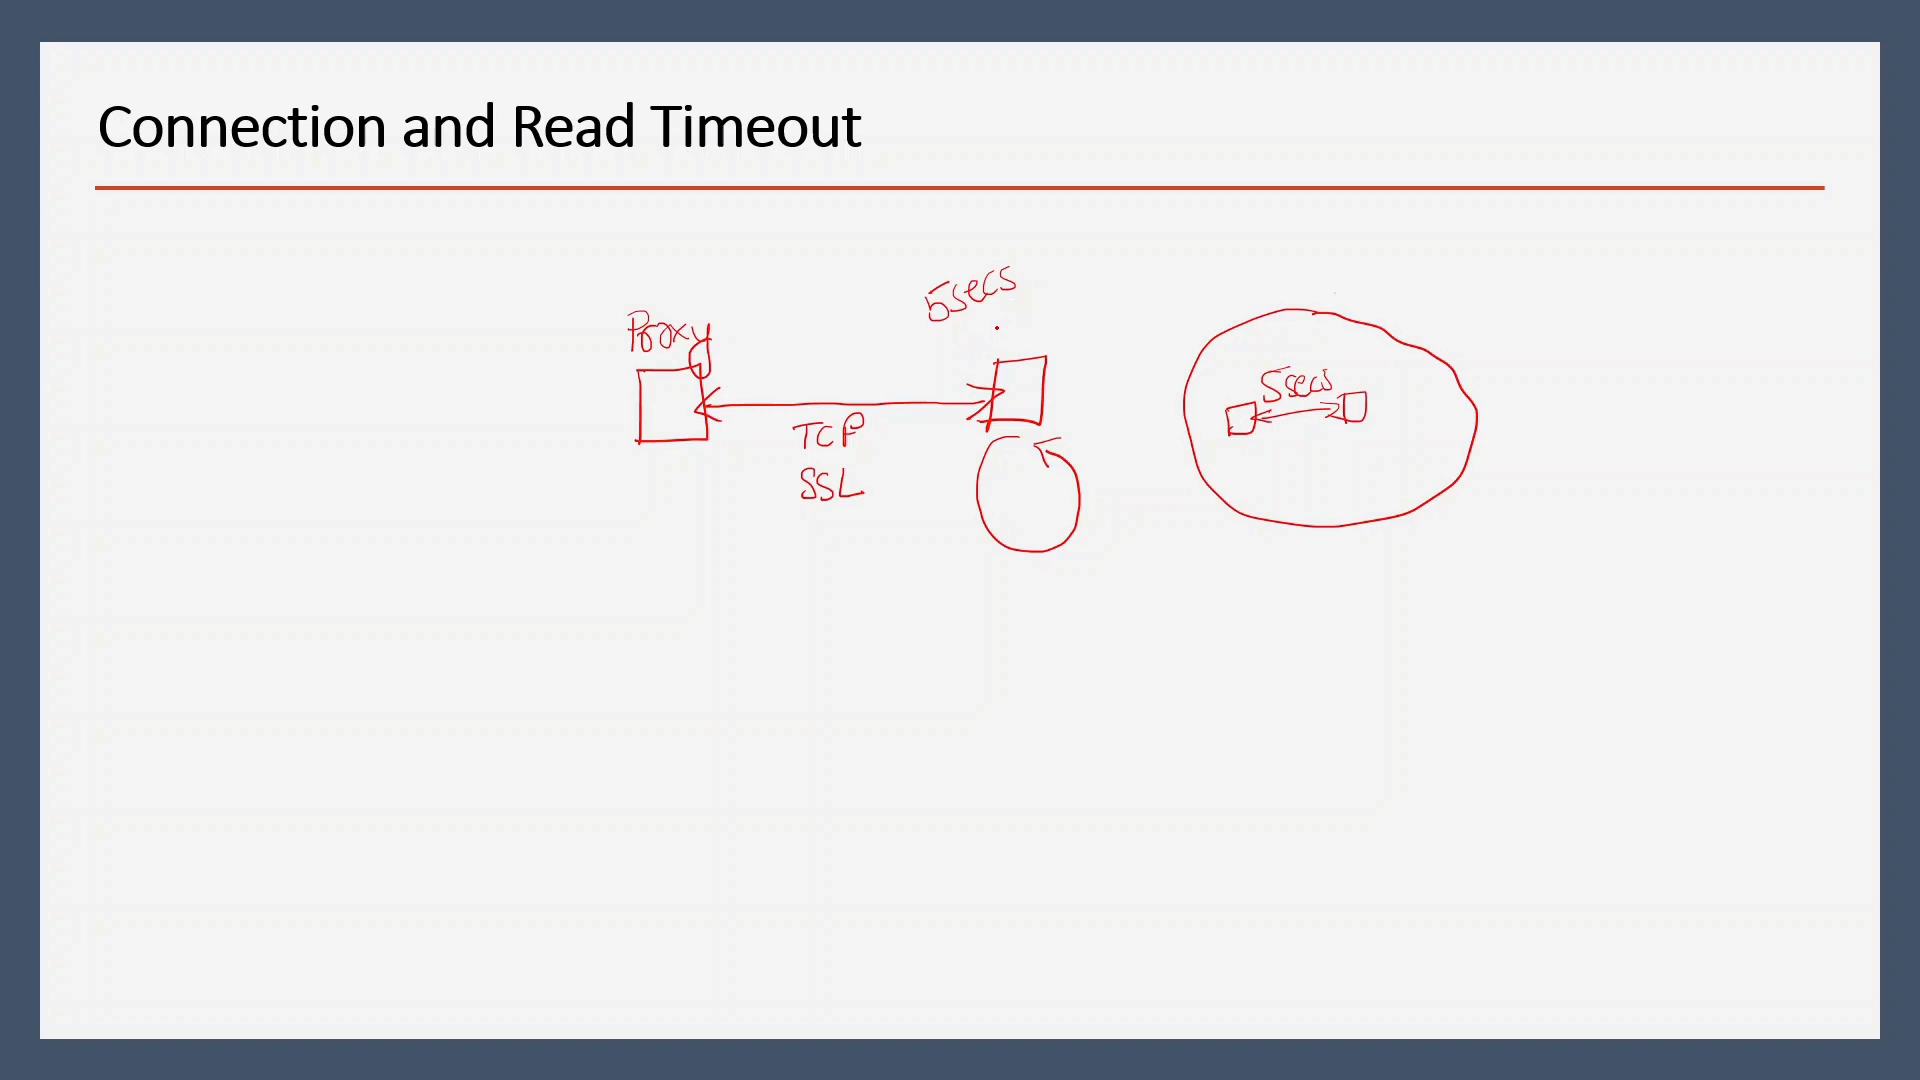 Connection and Read Timeout
5secs
Proxy
5secs
TCP
SSL